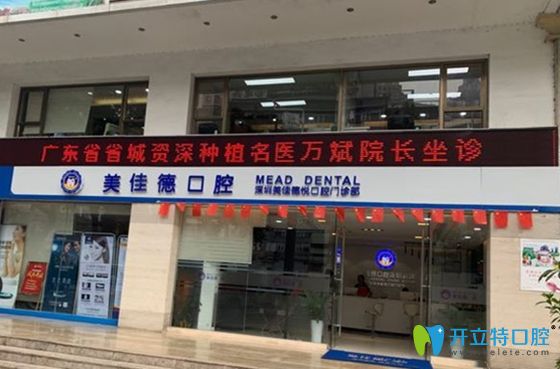 广东省省城资深种植名医万斌院长坐诊
美佳德口腔
MEAD DENTAL
深圳美佳德悦口腔门诊部
开立特口腔